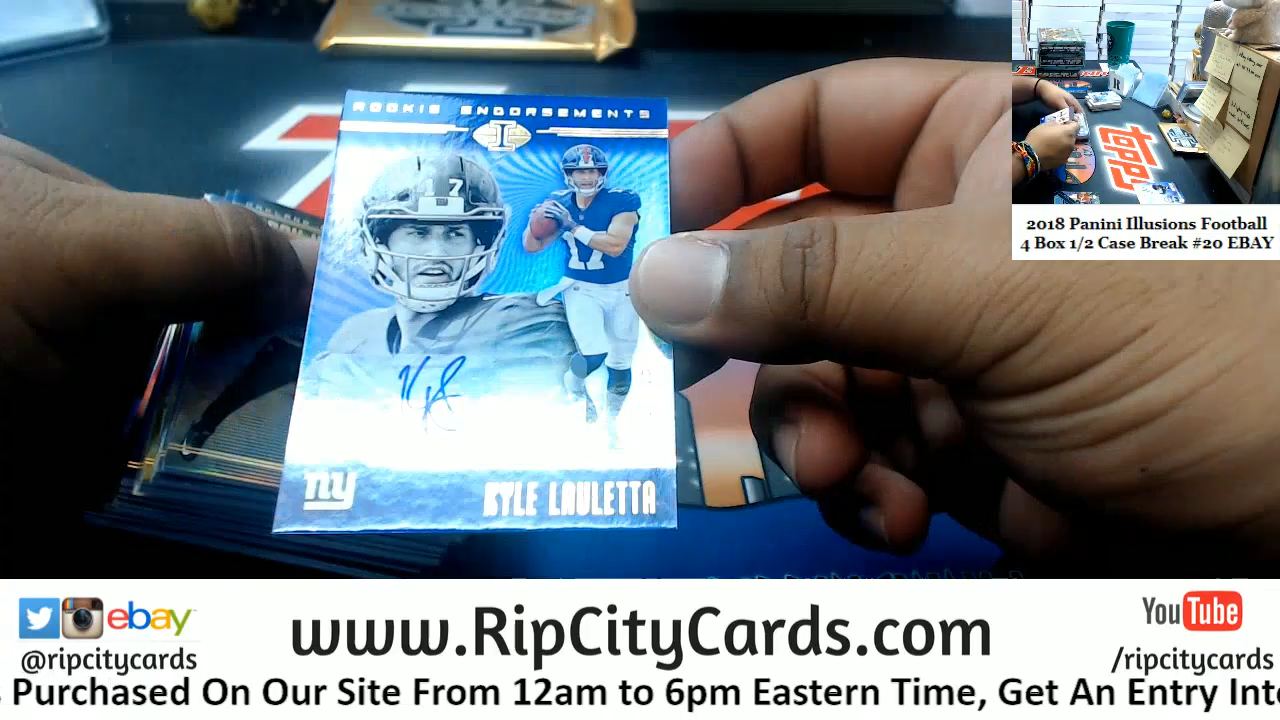 ROOKIE ENDORSEMENTS
I
17
17
ny
KYLE LAULETTA
Topps
2018 Panini Illusions Football
4 Box 1/2 Case Break #20 EBAY
ebay
@ripcitycards
www.RipCityCards.com
YouTube
/ripcitycards
Purchased On Our Site From 12am to 6pm Eastern Time, Get An Entry